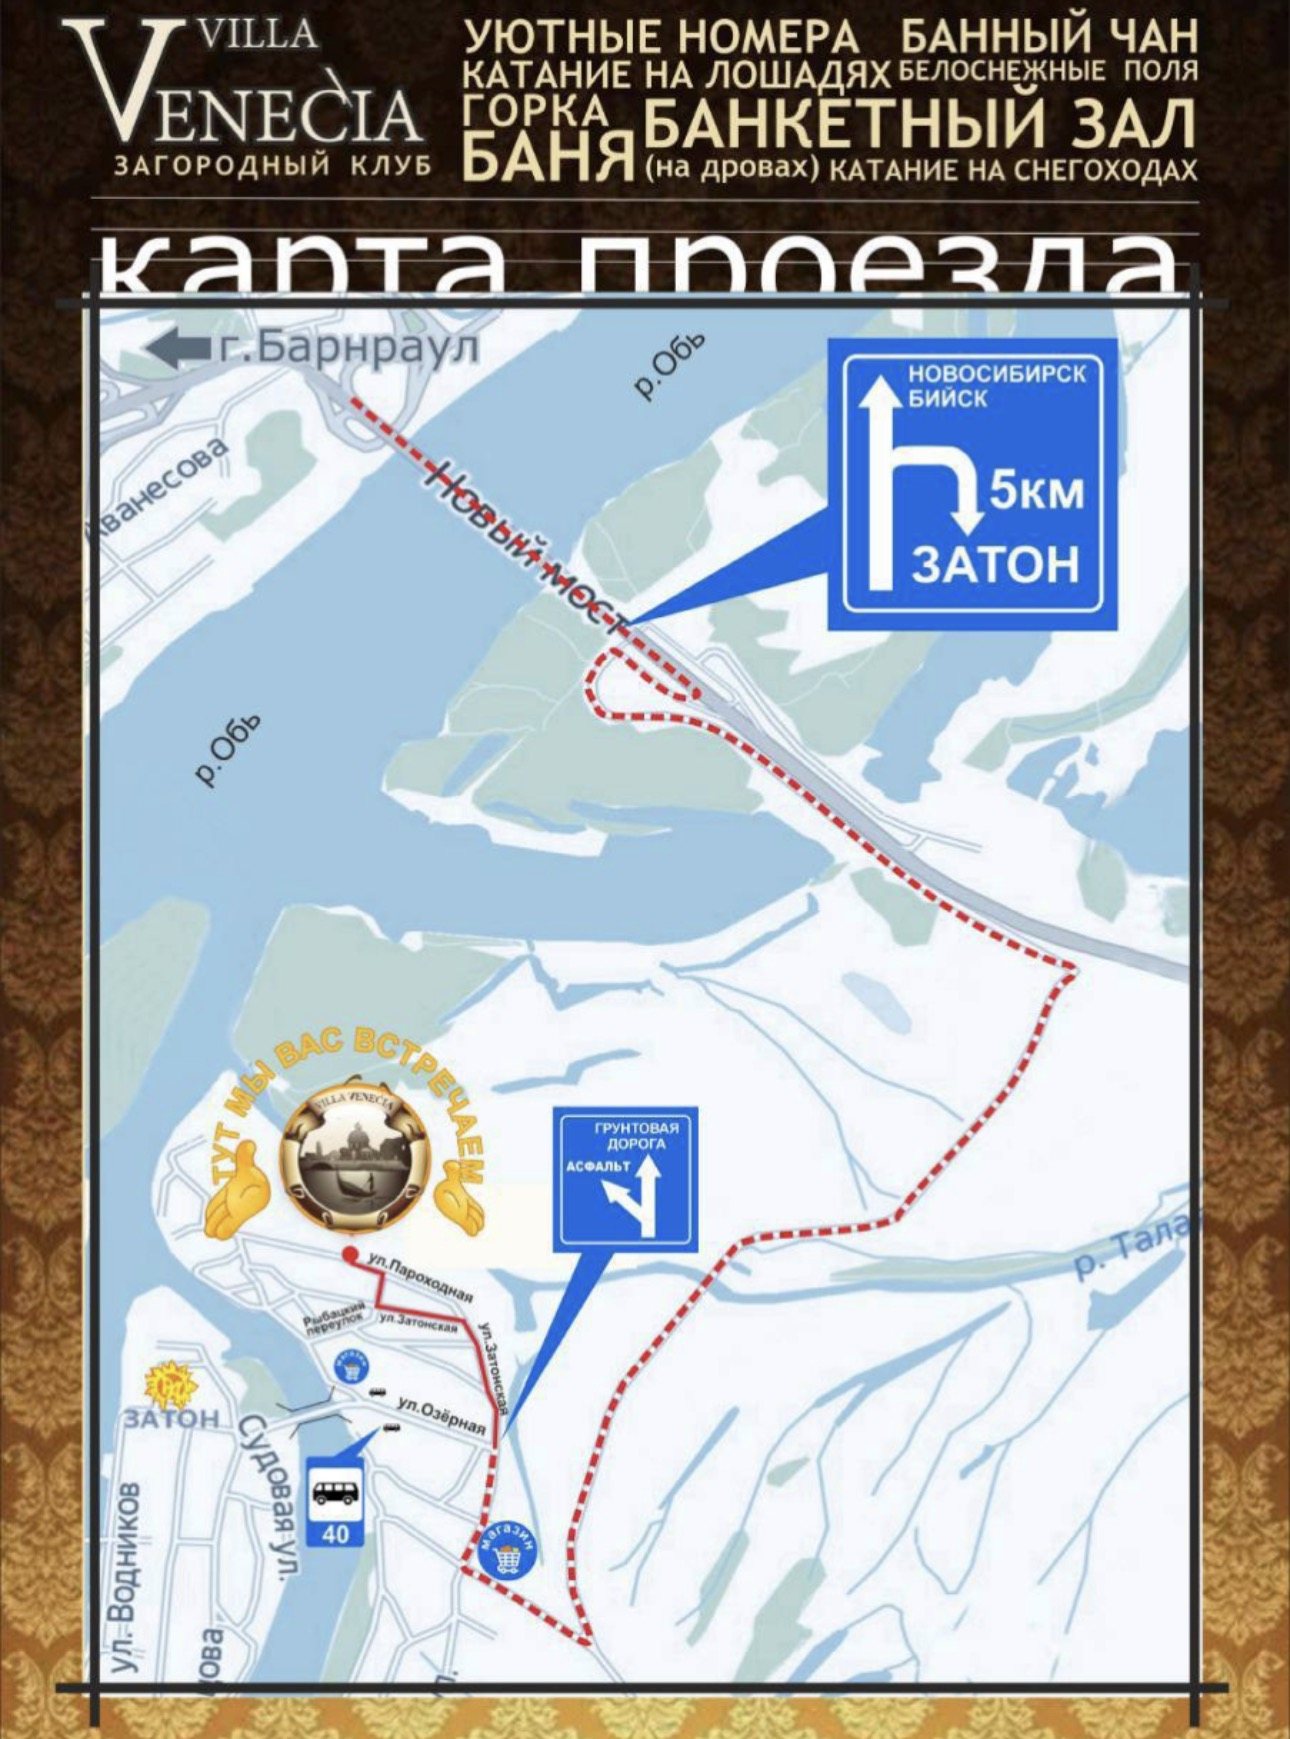 VILLA
VENECIA
ЗАГОРОДНЫЙ КЛУБ
УЮТНЫЕ НОМЕРА БАННЫЙ ЧАН
КАТАНИЕ НА ЛОШАДЯХ БЕЛОСНЕЖНЫЕ ПОЛЯ
ГОРКА БАНКЕТНЫЙ ЗАЛ
БАНЯ (на дровах) КАТАНИЕ НА СНЕГОХОДАХ
карта проезда
г.Барнраул
р.Обь
НОВОСИБИРСК
БИЙСК
5км
ЗАТОН
Аванесова
Новый мост
р.Обь
ТУТ МЫ ВАС ВСТРЕЧАЕМ
VILLA VENECIA
ГРУНТОВАЯ
ДОРОГА
АСФАЛЬТ
р. Тала
ул.Пароходная
Рыбацкий
переулок
ул.Затонская
ул.Затонская
магазин
ул.Озёрная
ЗАТОН
Судовая ул.
40
магазин
ул. Водников